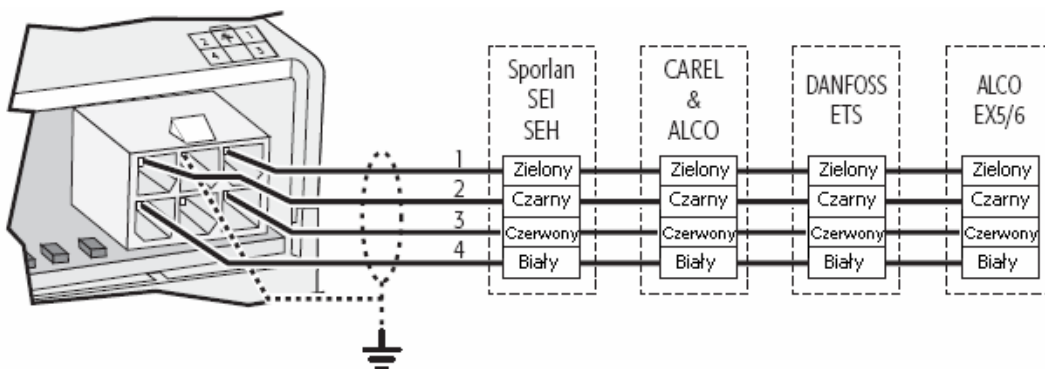 2 1
4 3
Sporlan
SEI
SEH
CAREL
&
ALCO
DANFOSS
ETS
ALCO
EX5/6
1 Zielony Zielony Zielony Zielony
2 Czarny Czarny Czarny Czarny
3 Czerwony Czerwony Czerwony Czerwony
4 Biały Biały Biały Biały